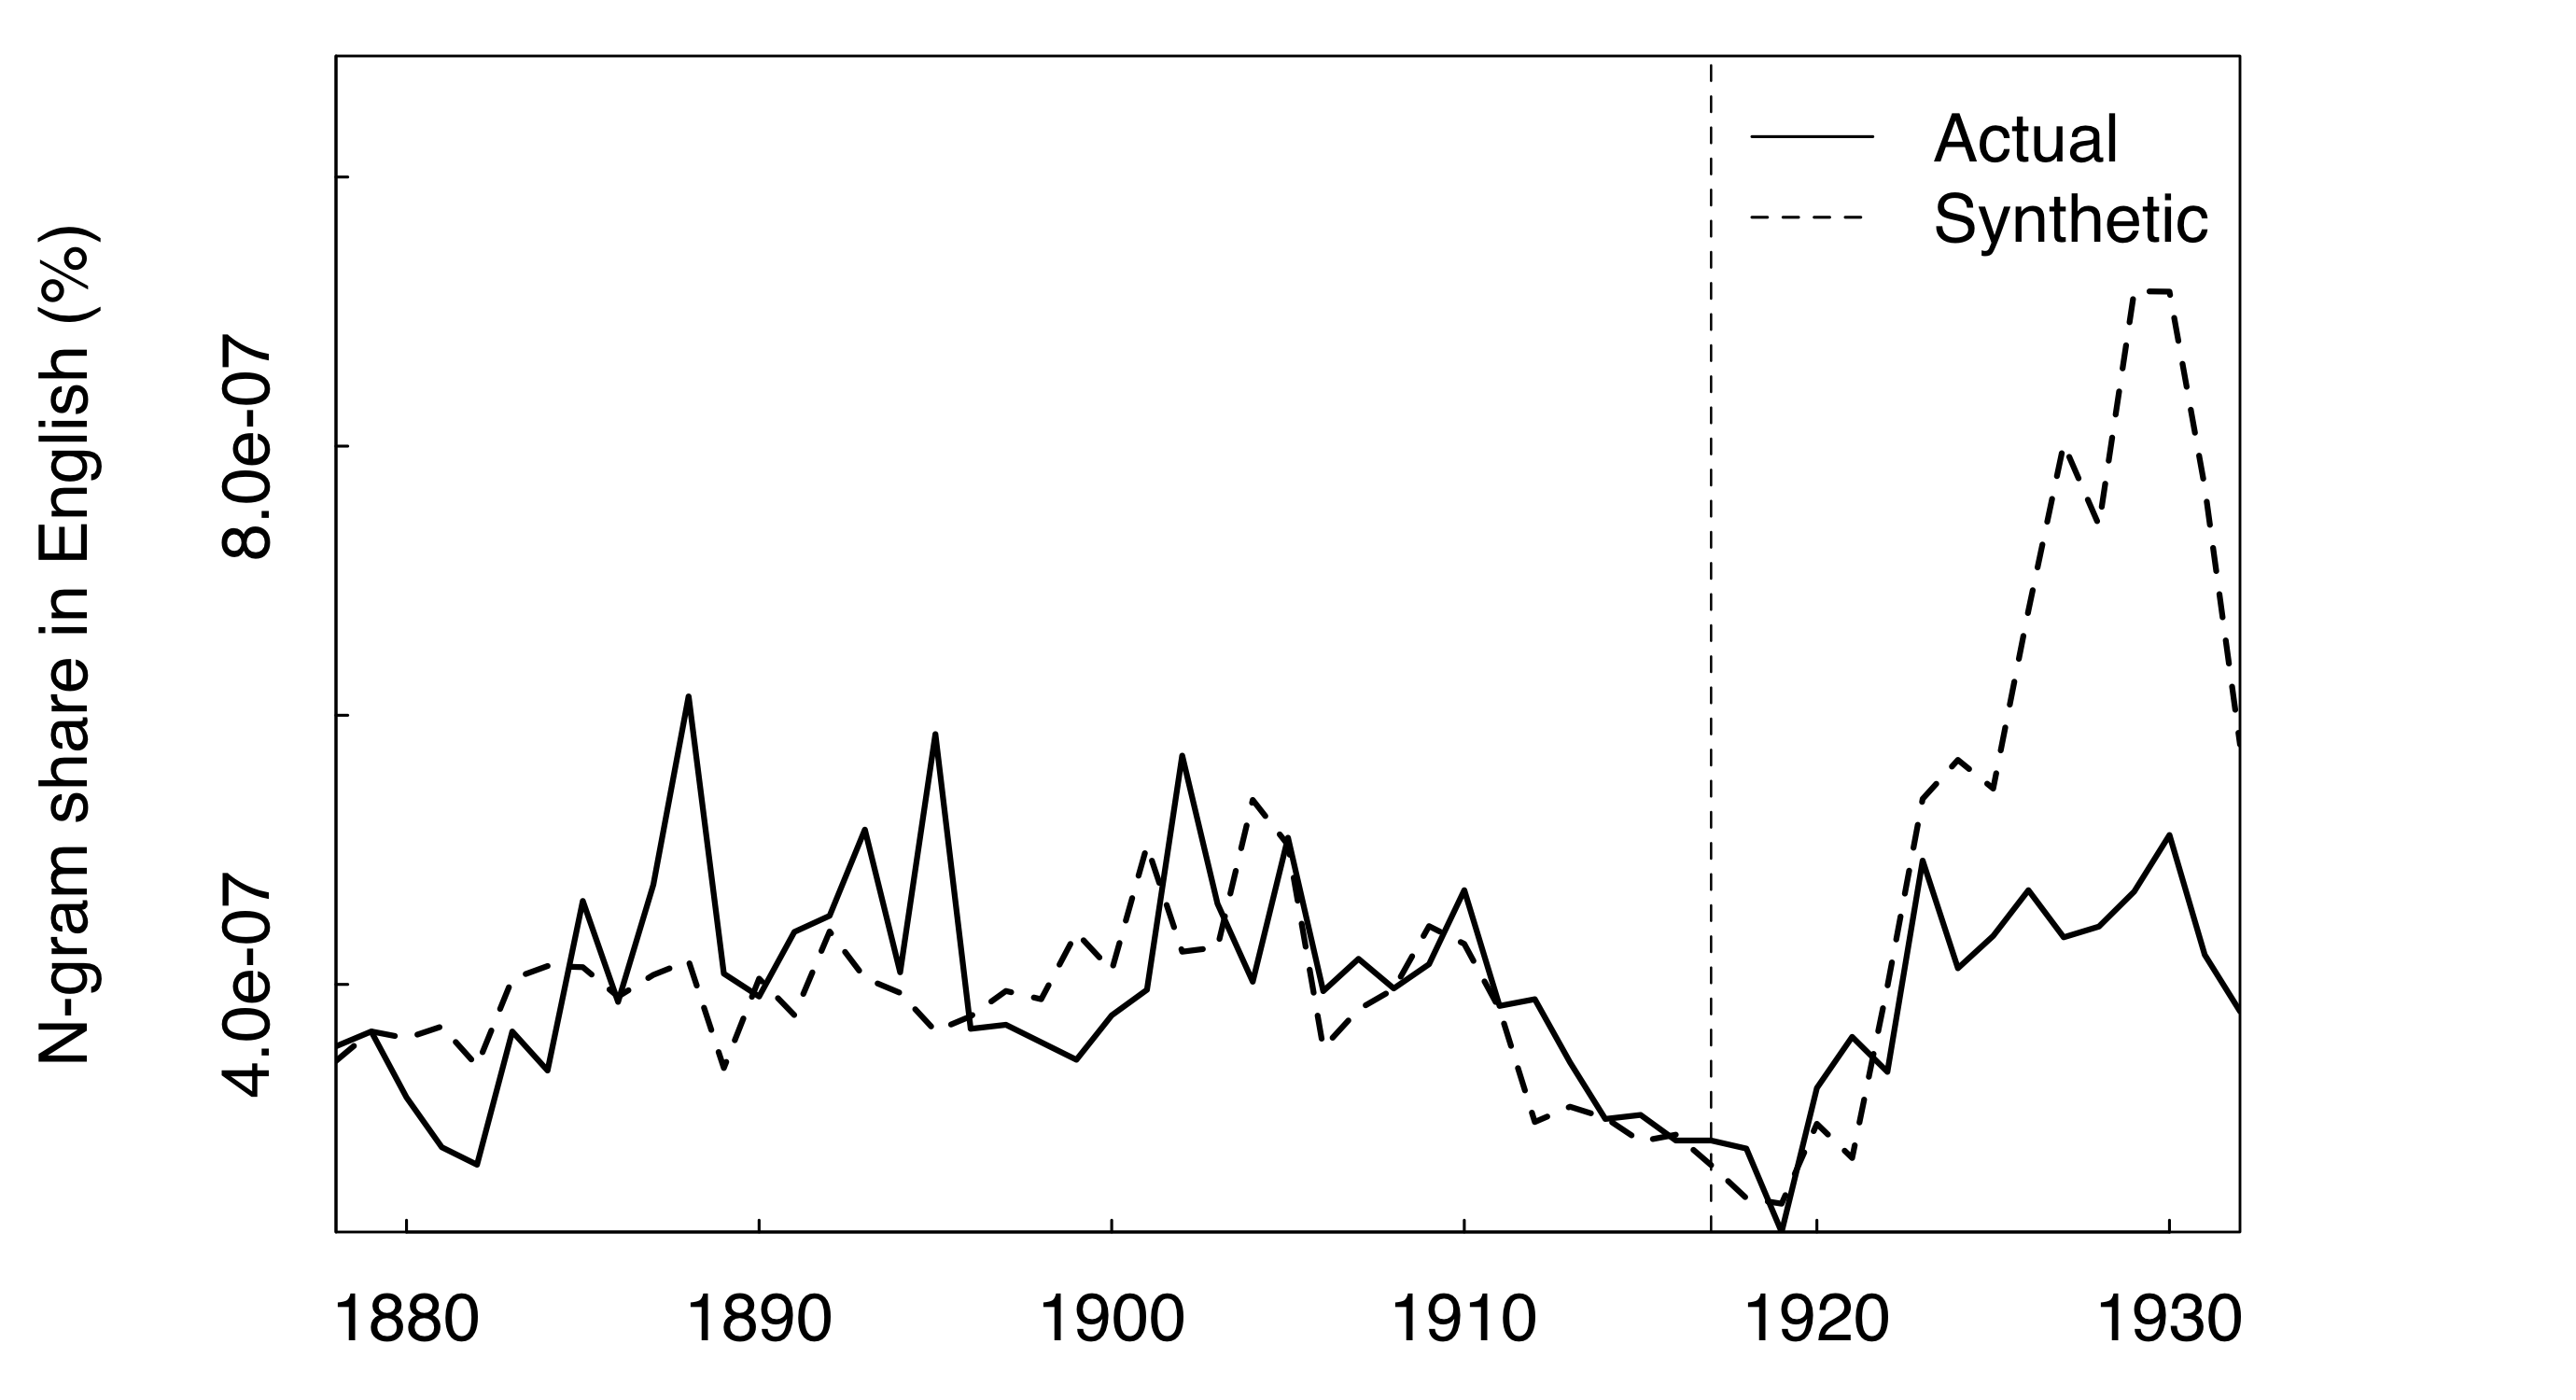 N-gram share in English (%)
8.0e-07
4.0e-07
Actual
Synthetic
1880 1890 1900 1910 1920 1930